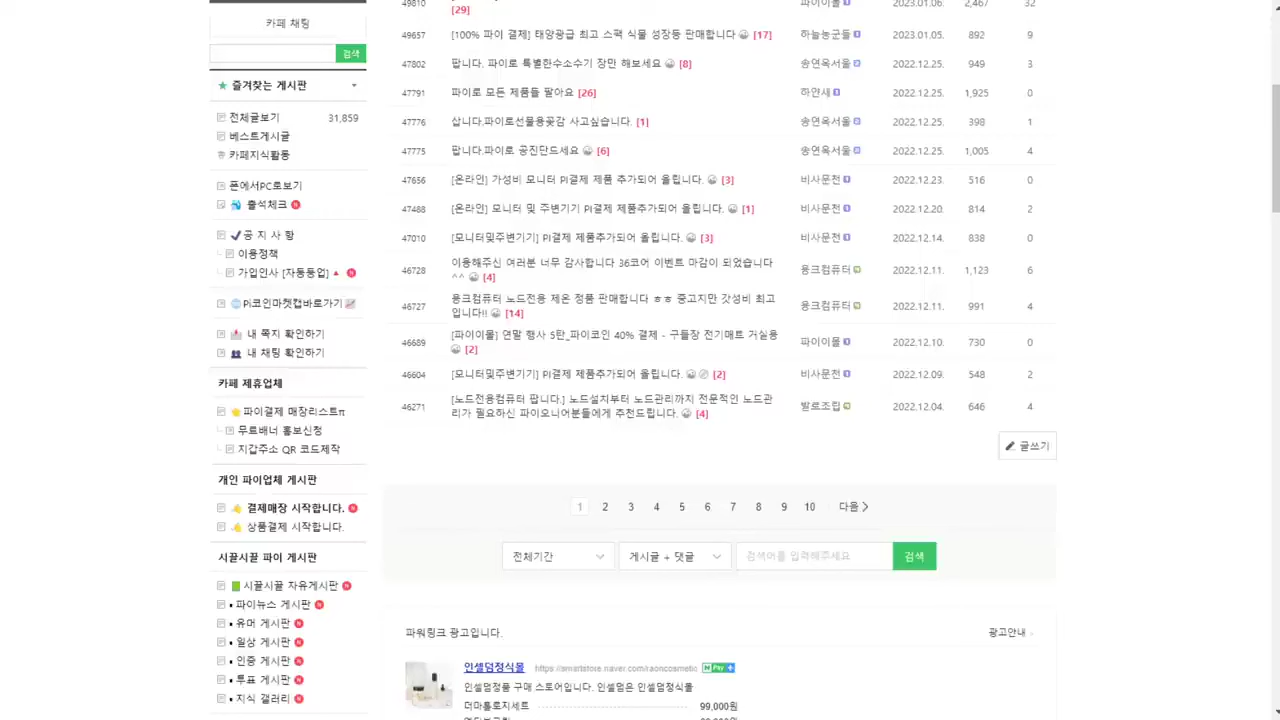 카페 채팅
검색
★ 즐겨찾는 게시판
전체글보기 31,859
베스트게시글
카페지식활동
폰에서PC로보기
출석체크
공 지 사 항
이용정책
가입인사 [자동등업]
Pi코인마켓캡바로가기
내 쪽지 확인하기
내 채팅 확인하기
카페 제휴업체
파이결제 매장리스트π
무료배너 홍보신청
지갑주소 QR 코드제작
개인 파이업체 게시판
결제매장 시작합니다.
상품결제 시작합니다.
시끌시끌 파이 게시판
시끌시끌 자유게시판
파이뉴스 게시판
유머 게시판
일상 게시판
인증 게시판
투표 게시판
지식 갤러리
49810 [29] 파이이몰 2023.01.06. 2,467 32
49657 [100% 파이 결제] 태양광급 최고 스팩 식물 성장등 판매합니다 [17] 하늘농군들 2023.01.05. 892 9
47802 팝니다. 파이로 특별한수소수기 장만 해보세요 [8] 송연옥서울 2022.12.25. 949 3
47791 파이로 모든 제품들 팔아요 [26] 하얀새 2022.12.25. 1,925 0
47776 삽니다.파이로선물용곶감 사고싶습니다. [1] 송연옥서울 2022.12.25. 398 1
47775 팝니다.파이로 공진단드세요 [6] 송연옥서울 2022.12.25. 1,005 4
47656 [온라인] 가성비 모니터 PI결제 제품 추가되어 올립니다. [3] 비사문천 2022.12.23. 516 0
47488 [온라인] 모니터 및 주변기기 PI결제 제품추가되어 올립니다. [1] 비사문천 2022.12.20. 814 2
47010 [모니터및주변기기] PI결제 제품추가되어 올립니다. [3] 비사문천 2022.12.14. 838 0
46728 이용해주신 여러분 너무 감사합니다 36코어 이벤트 마감이 되었습니다
^^ [4] 용크컴퓨터 2022.12.11. 1,123 6
46727 용크컴퓨터 노드전용 제온 정품 판매합니다 ㅎㅎ 중고지만 갓성비 최고
입니다!! [14] 용크컴퓨터 2022.12.11. 991 4
46689 [파이이몰] 연말 행사 5탄_파이코인 40% 결제 - 구들장 전기매트 거실용
[2] 파이이몰 2022.12.10. 730 0
46604 [모니터및주변기기] PI결제 제품추가되어 올립니다. [2] 비사문천 2022.12.09. 548 2
46271 [노드전용컴퓨터 팝니다.] 노드설치부터 노드관리까지 전문적인 노드관
리가 필요하신 파이오니어분들에게 추천드립니다. [4] 발로조립 2022.12.04. 646 4
글쓰기
1 2 3 4 5 6 7 8 9 10 다음 >
전체기간 게시글 + 댓글 검색어를 입력해주세요 검색
파워링크 광고입니다. 광고안내
인셀덤정식몰 https://smartstore.naver.com/raoncosmetic N Pay +
인셀덤정품 구매 스토어입니다. 인셀덤은 인셀덤정식몰
더마톨로지세트 99,000원